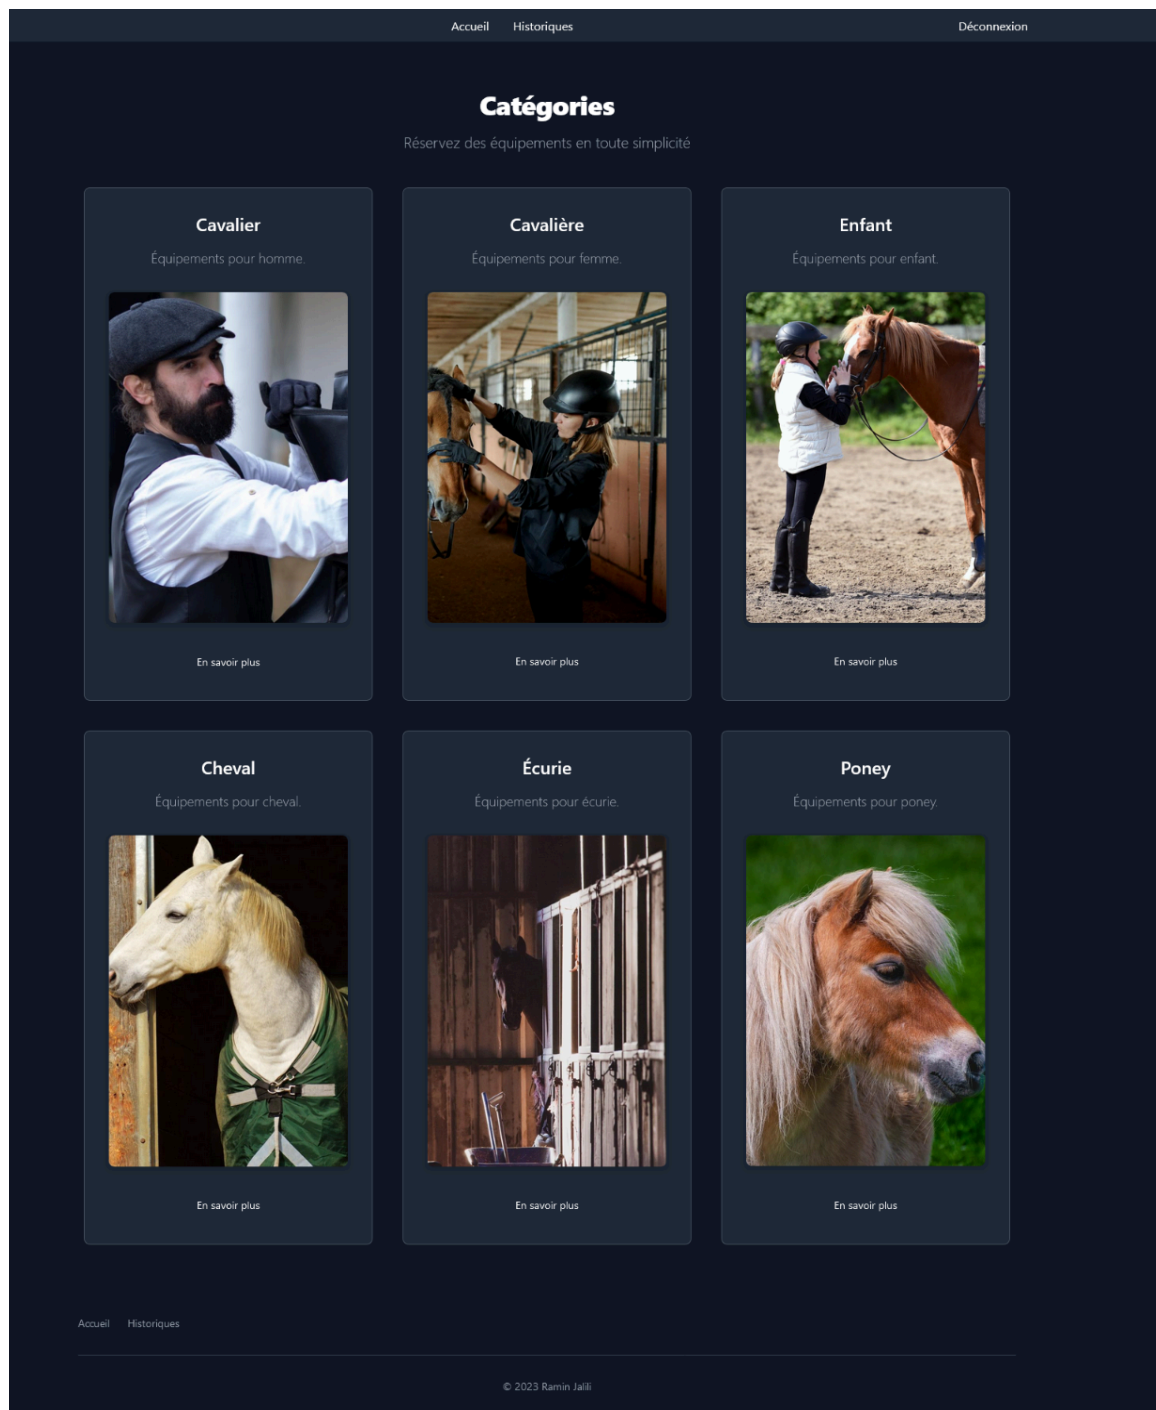 Accueil Historiques Déconnexion
Catégories
Réservez des équipements en toute simplicité
Cavalier
Équipements pour homme.
En savoir plus
Cavalière
Équipements pour femme.
En savoir plus
Enfant
Équipements pour enfant.
En savoir plus
Cheval
Équipements pour cheval.
En savoir plus
Écurie
Équipements pour écurie.
En savoir plus
Poney
Équipements pour poney.
En savoir plus
Accueil Historiques
© 2023 Ramin Jalili